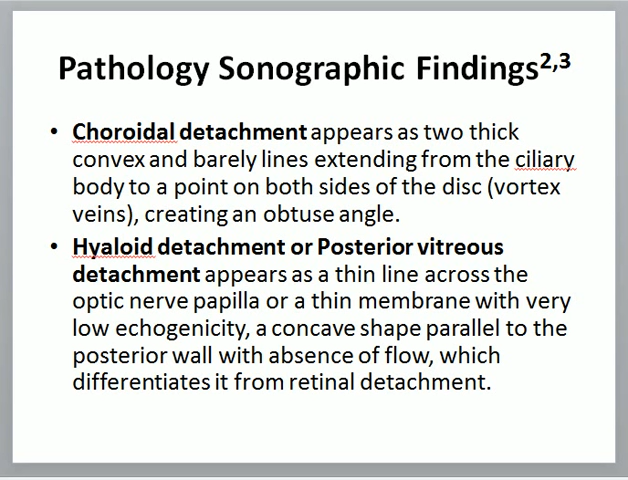 Pathology Sonographic Findings2,3
• Choroidal detachment appears as two thick
convex and barely lines extending from the ciliary
body to a point on both sides of the disc (vortex
veins), creating an obtuse angle.
• Hyaloid detachment or Posterior vitreous
detachment appears as a thin line across the
optic nerve papilla or a thin membrane with very
low echogenicity, a concave shape parallel to the
posterior wall with absence of flow, which
differentiates it from retinal detachment.